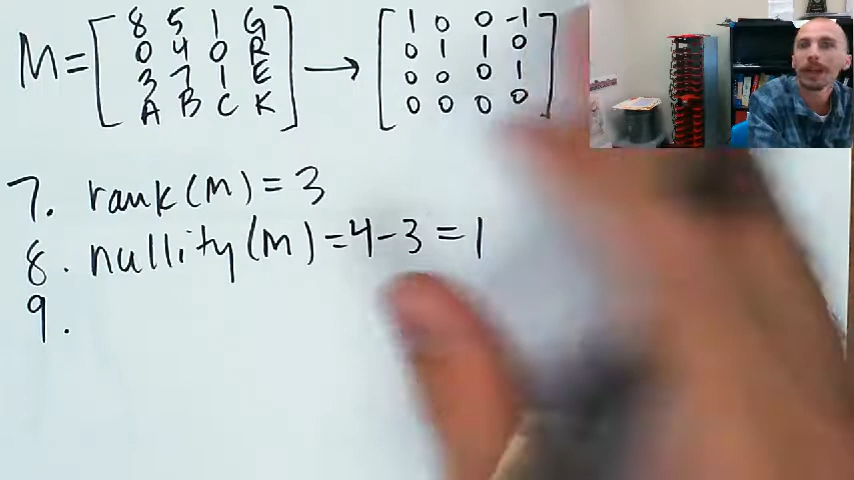 M = [ 8 5 1 G → [ 1 0 0 -1
0 4 0 R 0 1 1 0
3 7 1 E 0 0 0 1
A B C K ] 0 0 0 0 ]
7. rank(M) = 3
8. nullity(M) = 4-3 = 1
9.